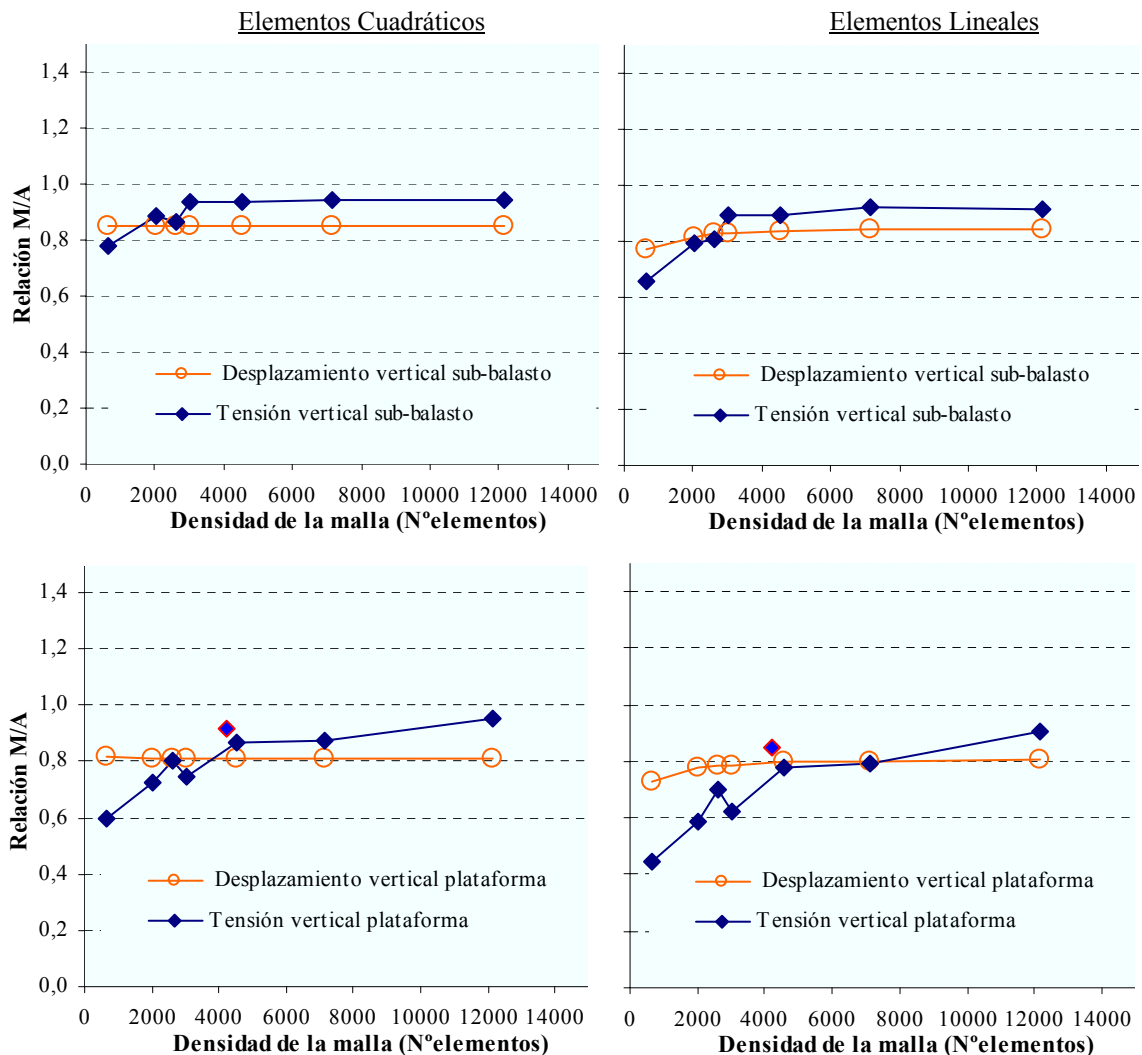 Elementos Cuadráticos
Elementos Lineales
Relación M/A
1,4
1,2
1,0
0,8
0,6
0,4
0,2
0,0
Desplazamiento vertical sub-balasto
Tensión vertical sub-balasto
0 2000 4000 6000 8000 10000 12000 14000
Densidad de la malla (Nºelementos)
Desplazamiento vertical sub-balasto
Tensión vertical sub-balasto
0 2000 4000 6000 8000 10000 12000 14000
Densidad de la malla (Nºelementos)
Relación M/A
1,4
1,2
1,0
0,8
0,6
0,4
0,2
0,0
Desplazamiento vertical plataforma
Tensión vertical plataforma
0 2000 4000 6000 8000 10000 12000 14000
Densidad de la malla (Nºelementos)
Desplazamiento vertical plataforma
Tensión vertical plataforma
0 2000 4000 6000 8000 10000 12000 14000
Densidad de la malla (Nºelementos)